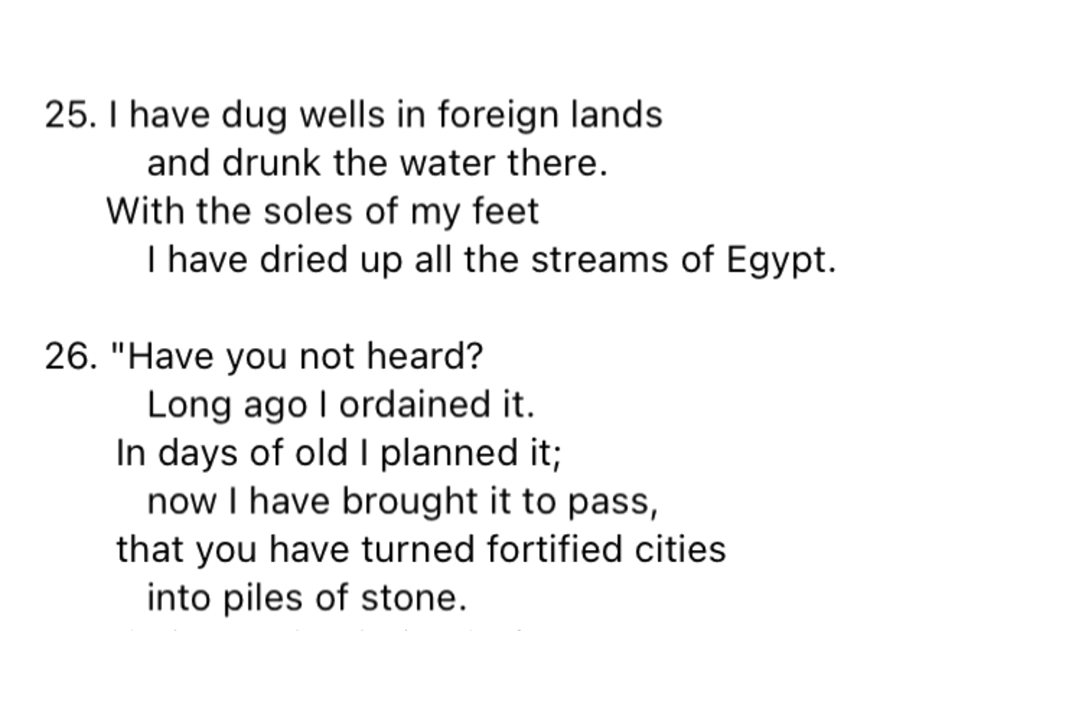 25. I have dug wells in foreign lands
and drunk the water there.
With the soles of my feet
I have dried up all the streams of Egypt.
26. "Have you not heard?
Long ago I ordained it.
In days of old I planned it;
now I have brought it to pass,
that you have turned fortified cities
into piles of stone.